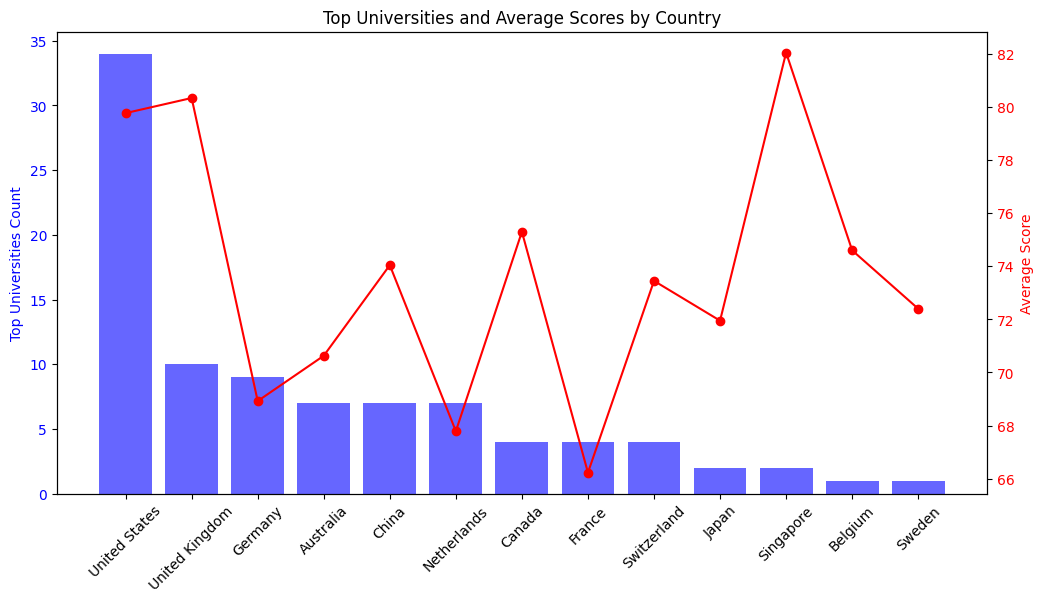 Top Universities and Average Scores by Country
Top Universities Count
35
30
25
20
15
10
5
0
82
80
78
76
74
72
70
68
66
Average Score
United States
United Kingdom
Germany
Australia
China
Netherlands
Canada
France
Switzerland
Japan
Singapore
Belgium
Sweden